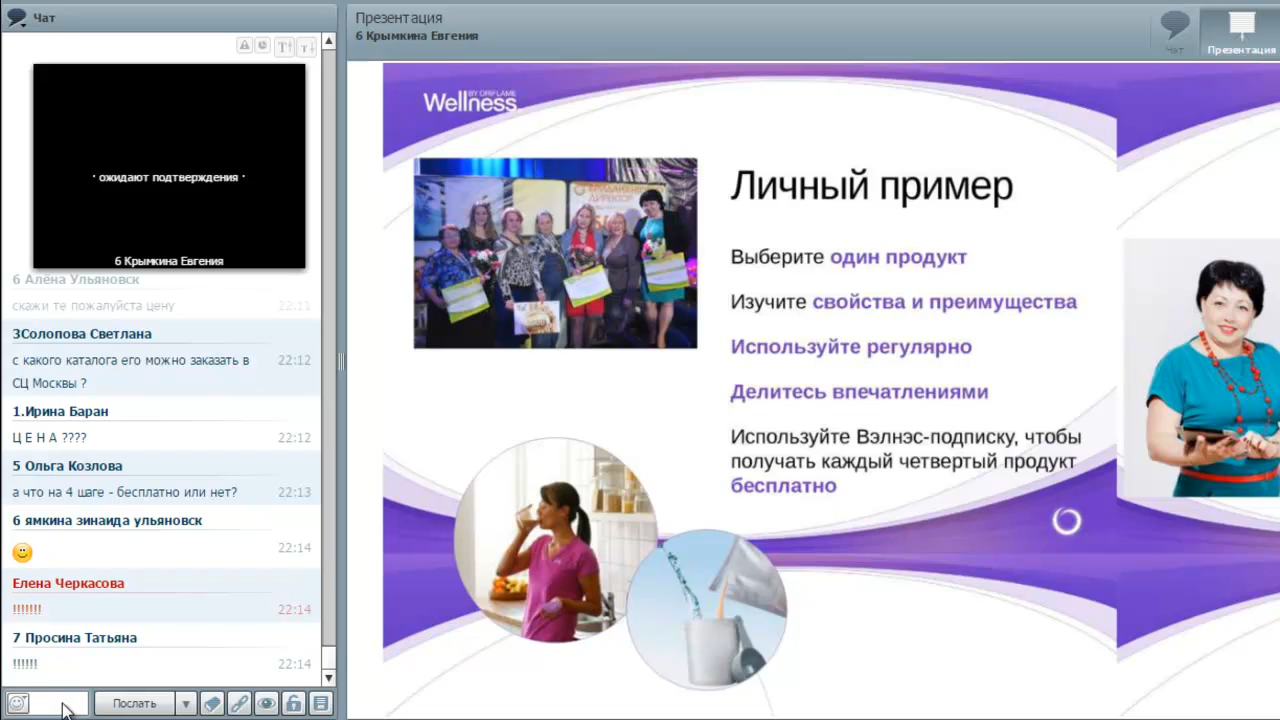 Чат
· ожидают подтверждения ·
6 Крымкина Евгения
6 Алёна Ульяновск
скажи те пожалуйста цену 22:11
3Солопова Светлана
с какого каталога его можно заказать в 22:12
СЦ Москвы ?
1.Ирина Баран
Ц Е Н А ???? 22:12
5 Ольга Козлова
а что на 4 шаге - бесплатно или нет? 22:13
6 ямкина зинаида ульяновск
22:14
Елена Черкасова
!!!!!!! 22:14
7 Просина Татьяна
!!!!!! 22:14
Послать
Презентация
6 Крымкина Евгения
Чат
Презентация
BY ORIFLAME
Wellness
Личный пример
Выберите один продукт
Изучите свойства и преимущества
Используйте регулярно
Делитесь впечатлениями
Используйте Вэлнэс-подписку, чтобы
получать каждый четвертый продукт
бесплатно